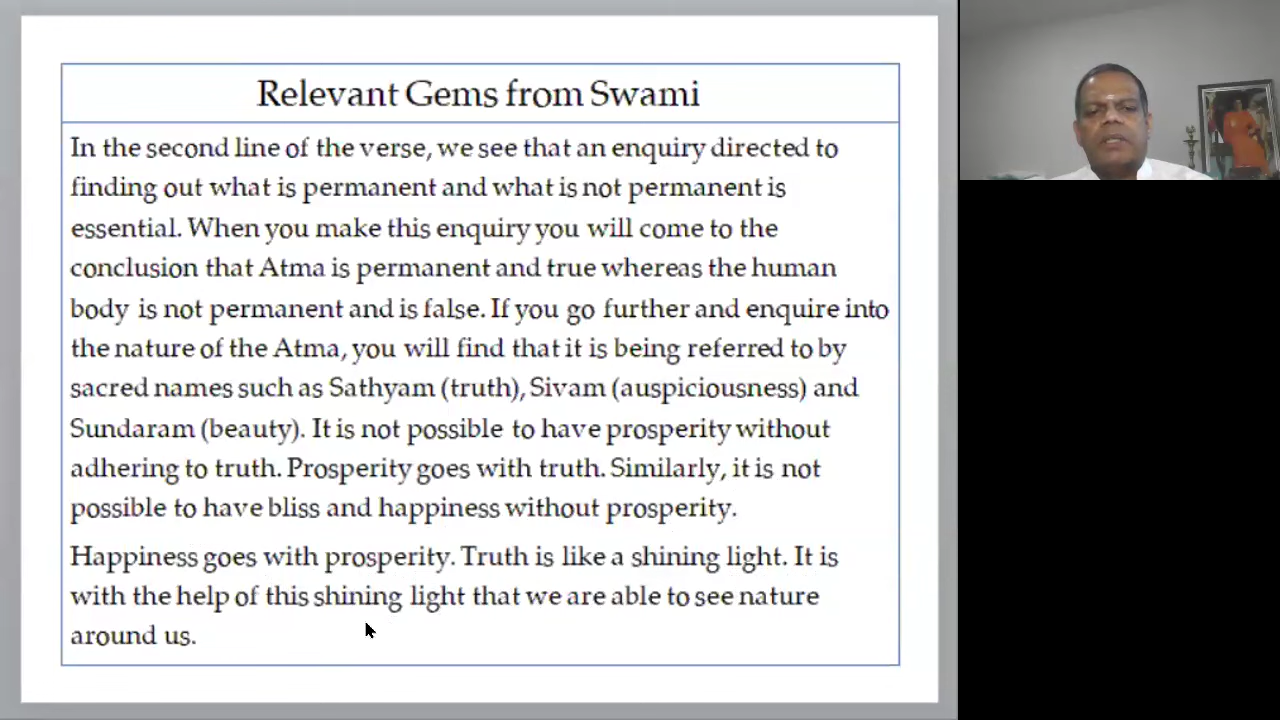 Relevant Gems from Swami
In the second line of the verse, we see that an enquiry directed to
finding out what is permanent and what is not permanent is
essential. When you make this enquiry you will come to the
conclusion that Atma is permanent and true whereas the human
body is not permanent and is false. If you go further and enquire into
the nature of the Atma, you will find that it is being referred to by
sacred names such as Sathyam (truth), Sivam (auspiciousness) and
Sundaram (beauty). It is not possible to have prosperity without
adhering to truth. Prosperity goes with truth. Similarly, it is not
possible to have bliss and happiness without prosperity.
Happiness goes with prosperity. Truth is like a shining light. It is
with the help of this shining light that we are able to see nature
around us.